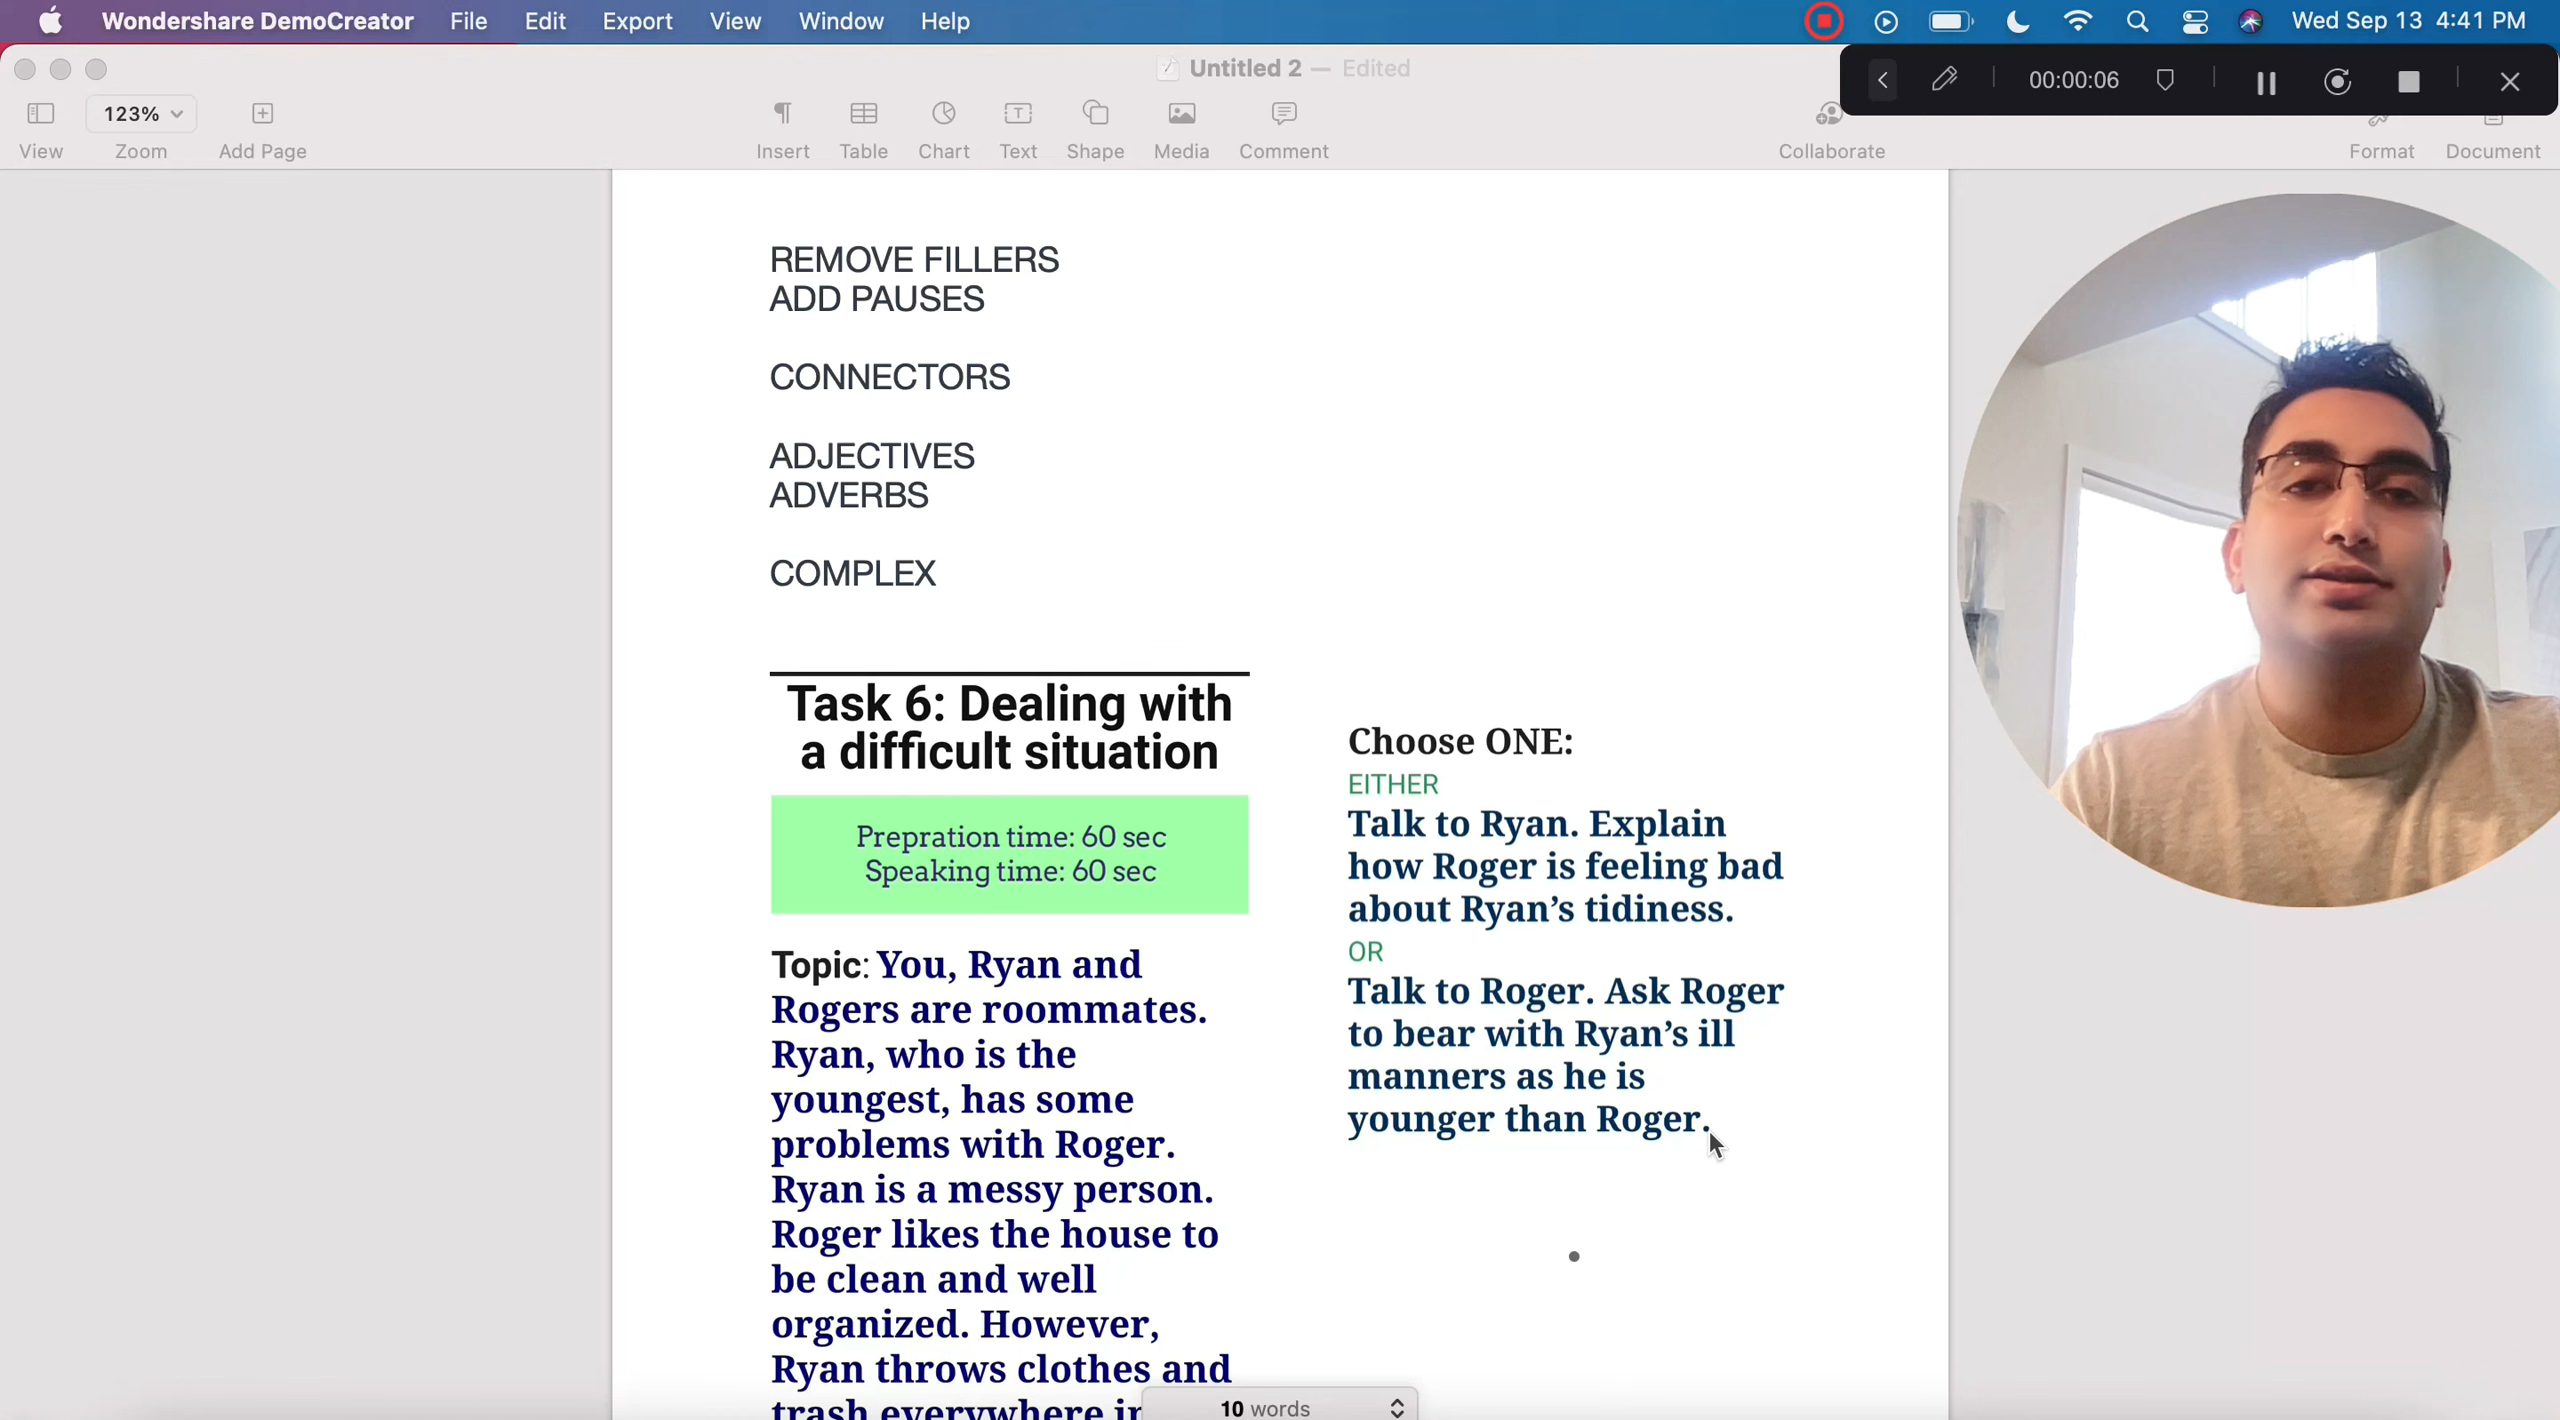 Wondershare DemoCreator File Edit Export View Window Help Wed Sep 13 4:41 PM
Untitled 2 — Edited
00:00:06
123%
View Zoom Add Page Insert Table Chart Text Shape Media Comment Collaborate Format Document
REMOVE FILLERS
ADD PAUSES
CONNECTORS
ADJECTIVES
ADVERBS
COMPLEX
Task 6: Dealing with
a difficult situation
Prepration time: 60 sec
Speaking time: 60 sec
Topic: You, Ryan and
Rogers are roommates.
Ryan, who is the
youngest, has some
problems with Roger.
Ryan is a messy person.
Roger likes the house to
be clean and well
organized. However,
Ryan throws clothes and
trash everywhere in
Choose ONE:
EITHER
Talk to Ryan. Explain
how Roger is feeling bad
about Ryan’s tidiness.
OR
Talk to Roger. Ask Roger
to bear with Ryan’s ill
manners as he is
younger than Roger.
10 words